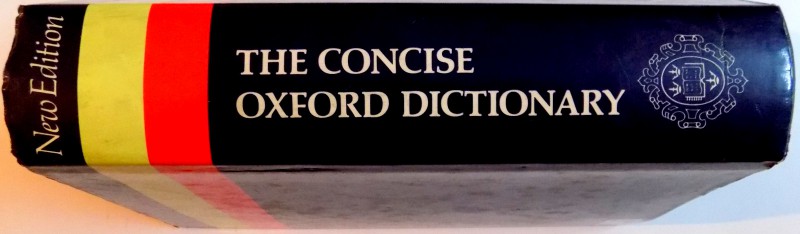 New Edition
THE CONCISE
OXFORD DICTIONARY